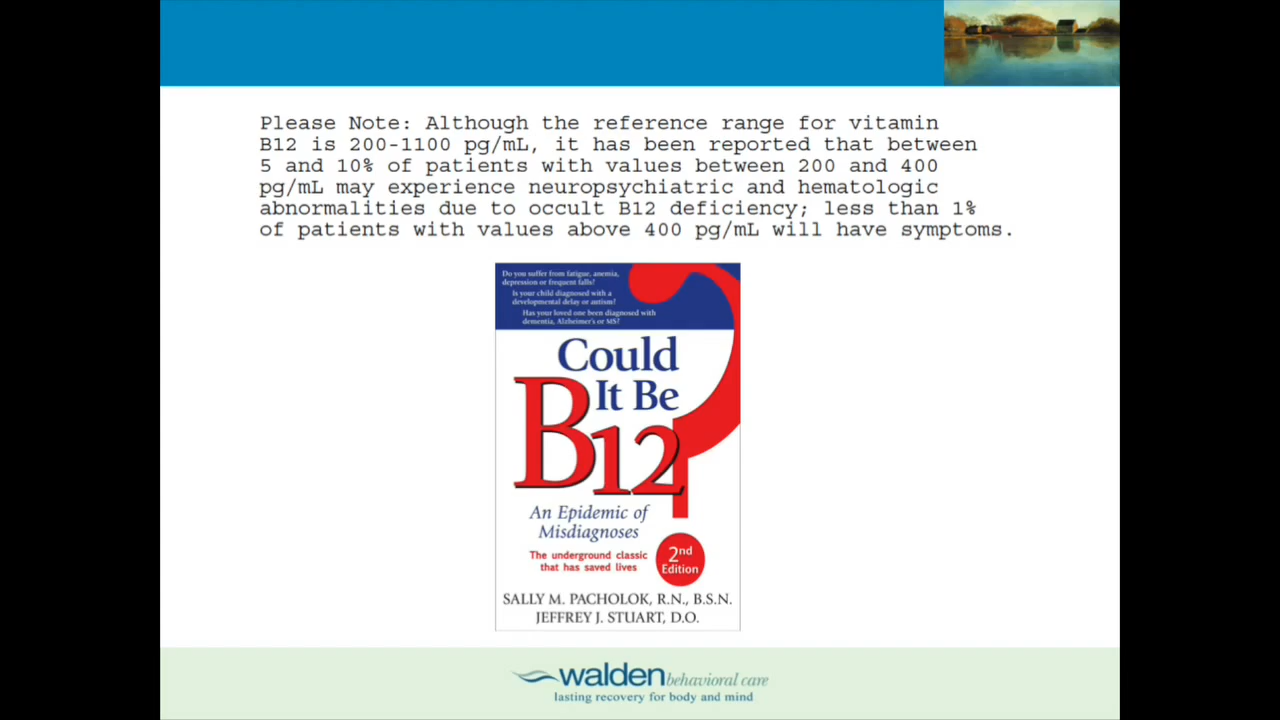 Please Note: Although the reference range for vitamin
B12 is 200-1100 pg/mL, it has been reported that between
5 and 10% of patients with values between 200 and 400
pg/mL may experience neuropsychiatric and hematologic
abnormalities due to occult B12 deficiency; less than 1%
of patients with values above 400 pg/mL will have symptoms.
Do you suffer from fatigue, anemia,
depression or frequent falls?
Is your child diagnosed with a
developmental delay or autism?
Has your loved one been diagnosed with
dementia, Alzheimer's or MS?
Could
It Be
B12?
An Epidemic of
Misdiagnoses
The underground classic
that has saved lives
2nd
Edition
SALLY M. PACHOLOK, R.N., B.S.N.
JEFFREY J. STUART, D.O.
walden behavioral care
lasting recovery for body and mind